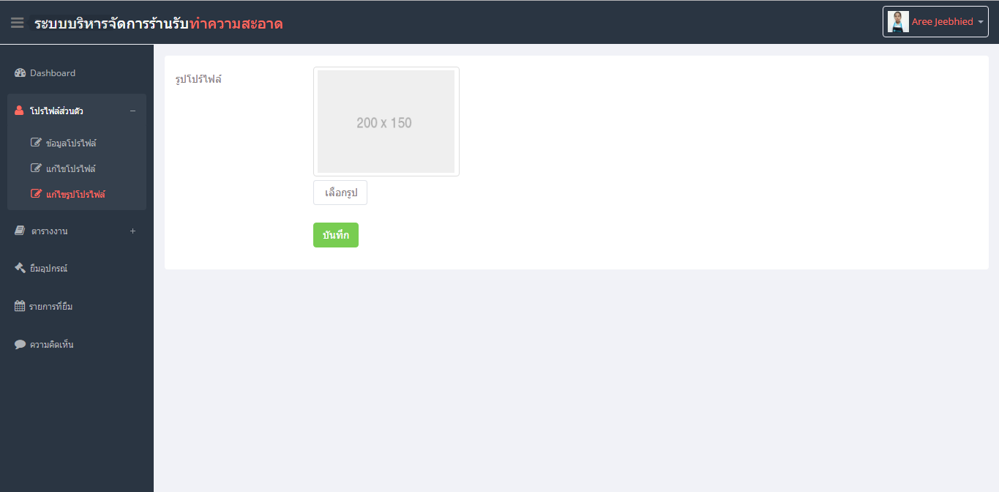 ระบบบริหารจัดการร้านรับทำความสะอาด
Aree Jeebhied
Dashboard
โปรไฟล์ส่วนตัว
ข้อมูลโปรไฟล์
แก้ไขโปรไฟล์
แก้ไขรูปโปรไฟล์
ตารางงาน
ยืมอุปกรณ์
รายการที่ยืม
ความคิดเห็น
รูปโปร์ไฟล์
200 x 150
เลือกรูป
บันทึก